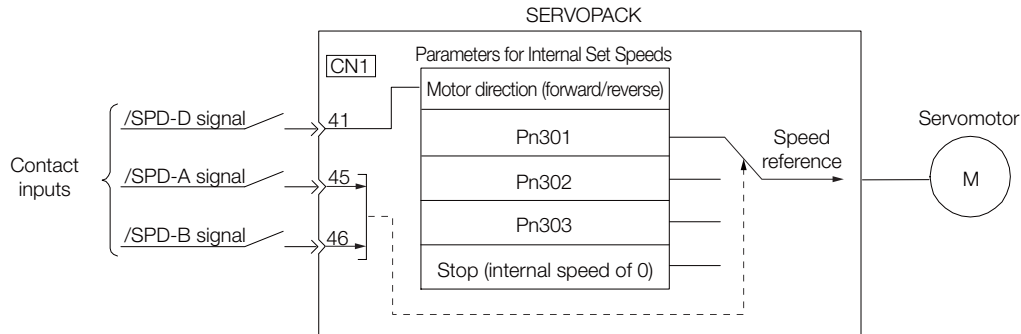 SERVOPACK
CN1
Parameters for Internal Set Speeds
Motor direction (forward/reverse)
/SPD-D signal
41
Pn301
Speed
reference
Servomotor
Contact
inputs
/SPD-A signal
45
Pn302
M
Pn303
/SPD-B signal
46
Stop (internal speed of 0)